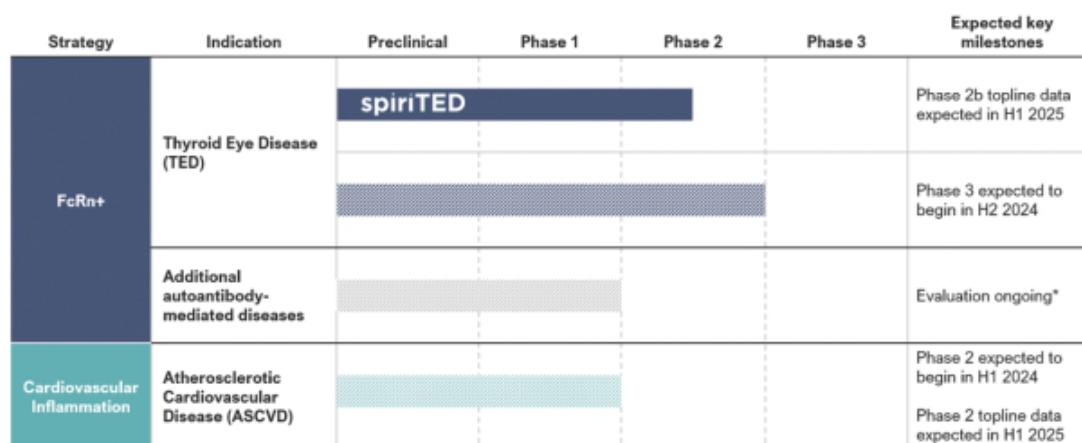 Strategy
Indication
Preclinical
Phase 1
Phase 2
Phase 3
Expected key
milestones
FcRn+
Thyroid Eye Disease
(TED)
spiriTED
Phase 2b topline data
expected in H1 2025
Phase 3 expected to
begin in H2 2024
Additional
autoantibody-
mediated diseases
Evaluation ongoing*
Cardiovascular
Inflammation
Atherosclerotic
Cardiovascular
Disease (ASCVD)
Phase 2 expected to
begin in H1 2024
Phase 2 topline data
expected in H1 2025